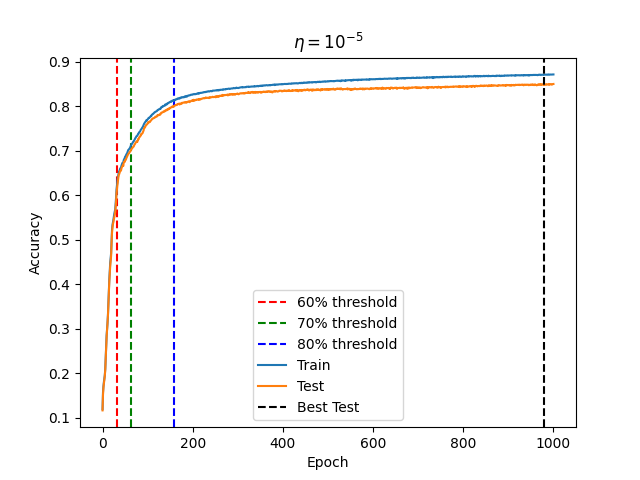 η = 10⁻⁵
0.9
0.8
0.7
0.6
0.5
0.4
0.3
0.2
0.1
Accuracy
60% threshold
70% threshold
80% threshold
Train
Test
Best Test
0 200 400 600 800 1000
Epoch